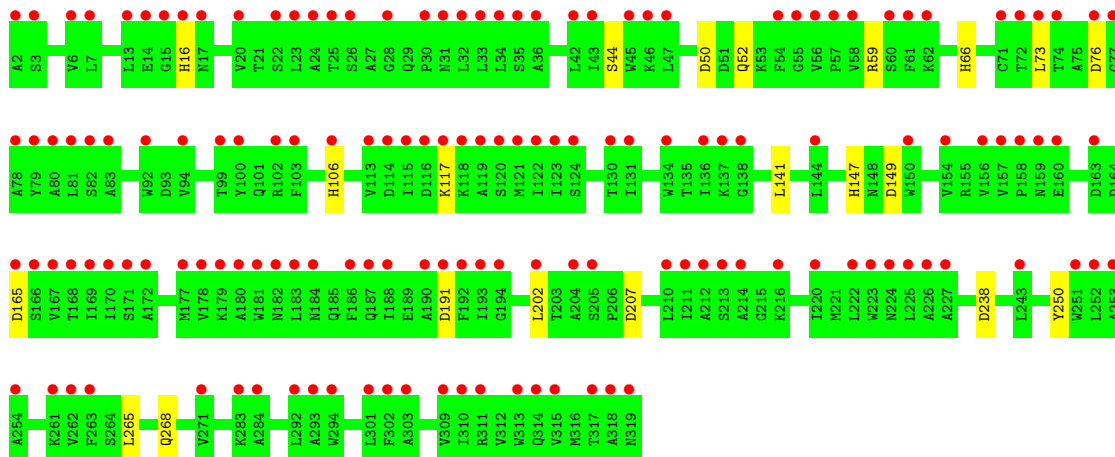 A2 S3 V6 L7 L13 E14 G15 H16 N17 V20 T21 S22 L23 A24 T25 S26 A27 G28 Q29 P30 N31 L32 L33 L34 S35 A36 L42 I43 S44 W45 K46 L47 D50 D51 Q52 K53 F54 G55 V56 P57 V58 R59 S60 F61 K62 H66 C71 T72 L73 T74 A75 D76
A78 Y79 A80 L81 S82 A83 W92 D93 V94 T99 Y100 Q101 R102 F103 H106 V113 D114 I115 D116 K117 K118 A119 S120 M121 I122 I123 S124 T130 I131 W134 T135 I136 K137 G138 L141 L144 H147 N148 D149 W150 V154 R155 V156 V157 P158 N159 E160 D163
D165 S166 V167 T168 I169 I170 S171 A172 M177 V178 K179 A180 W181 N182 L183 N184 Q185 F186 Q187 I188 E189 A190 D191 F192 I193 G194 L202 T203 A204 S205 P206 D207 L210 I211 A212 S213 A214 G215 K216 I220 M221 L222 W223 N224 L225 A226 A227 D238 L243 Y250 W251 L252
A254 K261 V262 F263 S264 L265 Q268 V271 K283 A284 L292 A293 W294 L301 F302 A303 V309 I310 R311 V312 W313 Q314 V315 M316 T317 A318 N319